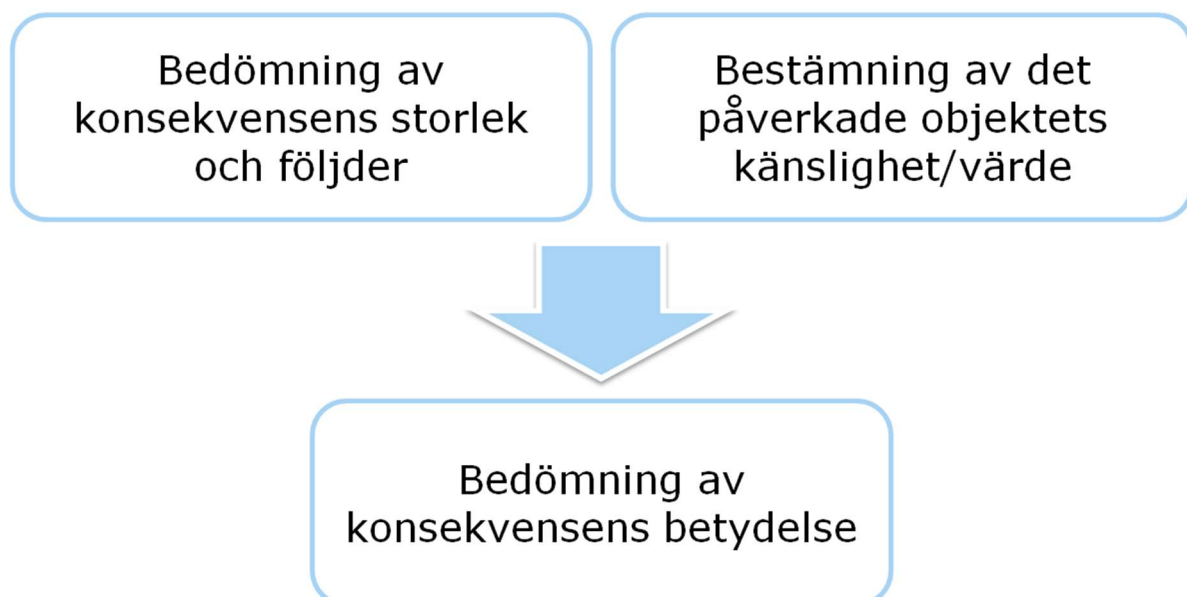 Bedömning av
konsekvensens storlek
och följder
Bestämning av det
påverkade objektets
känslighet/värde
Bedömning av
konsekvensens betydelse